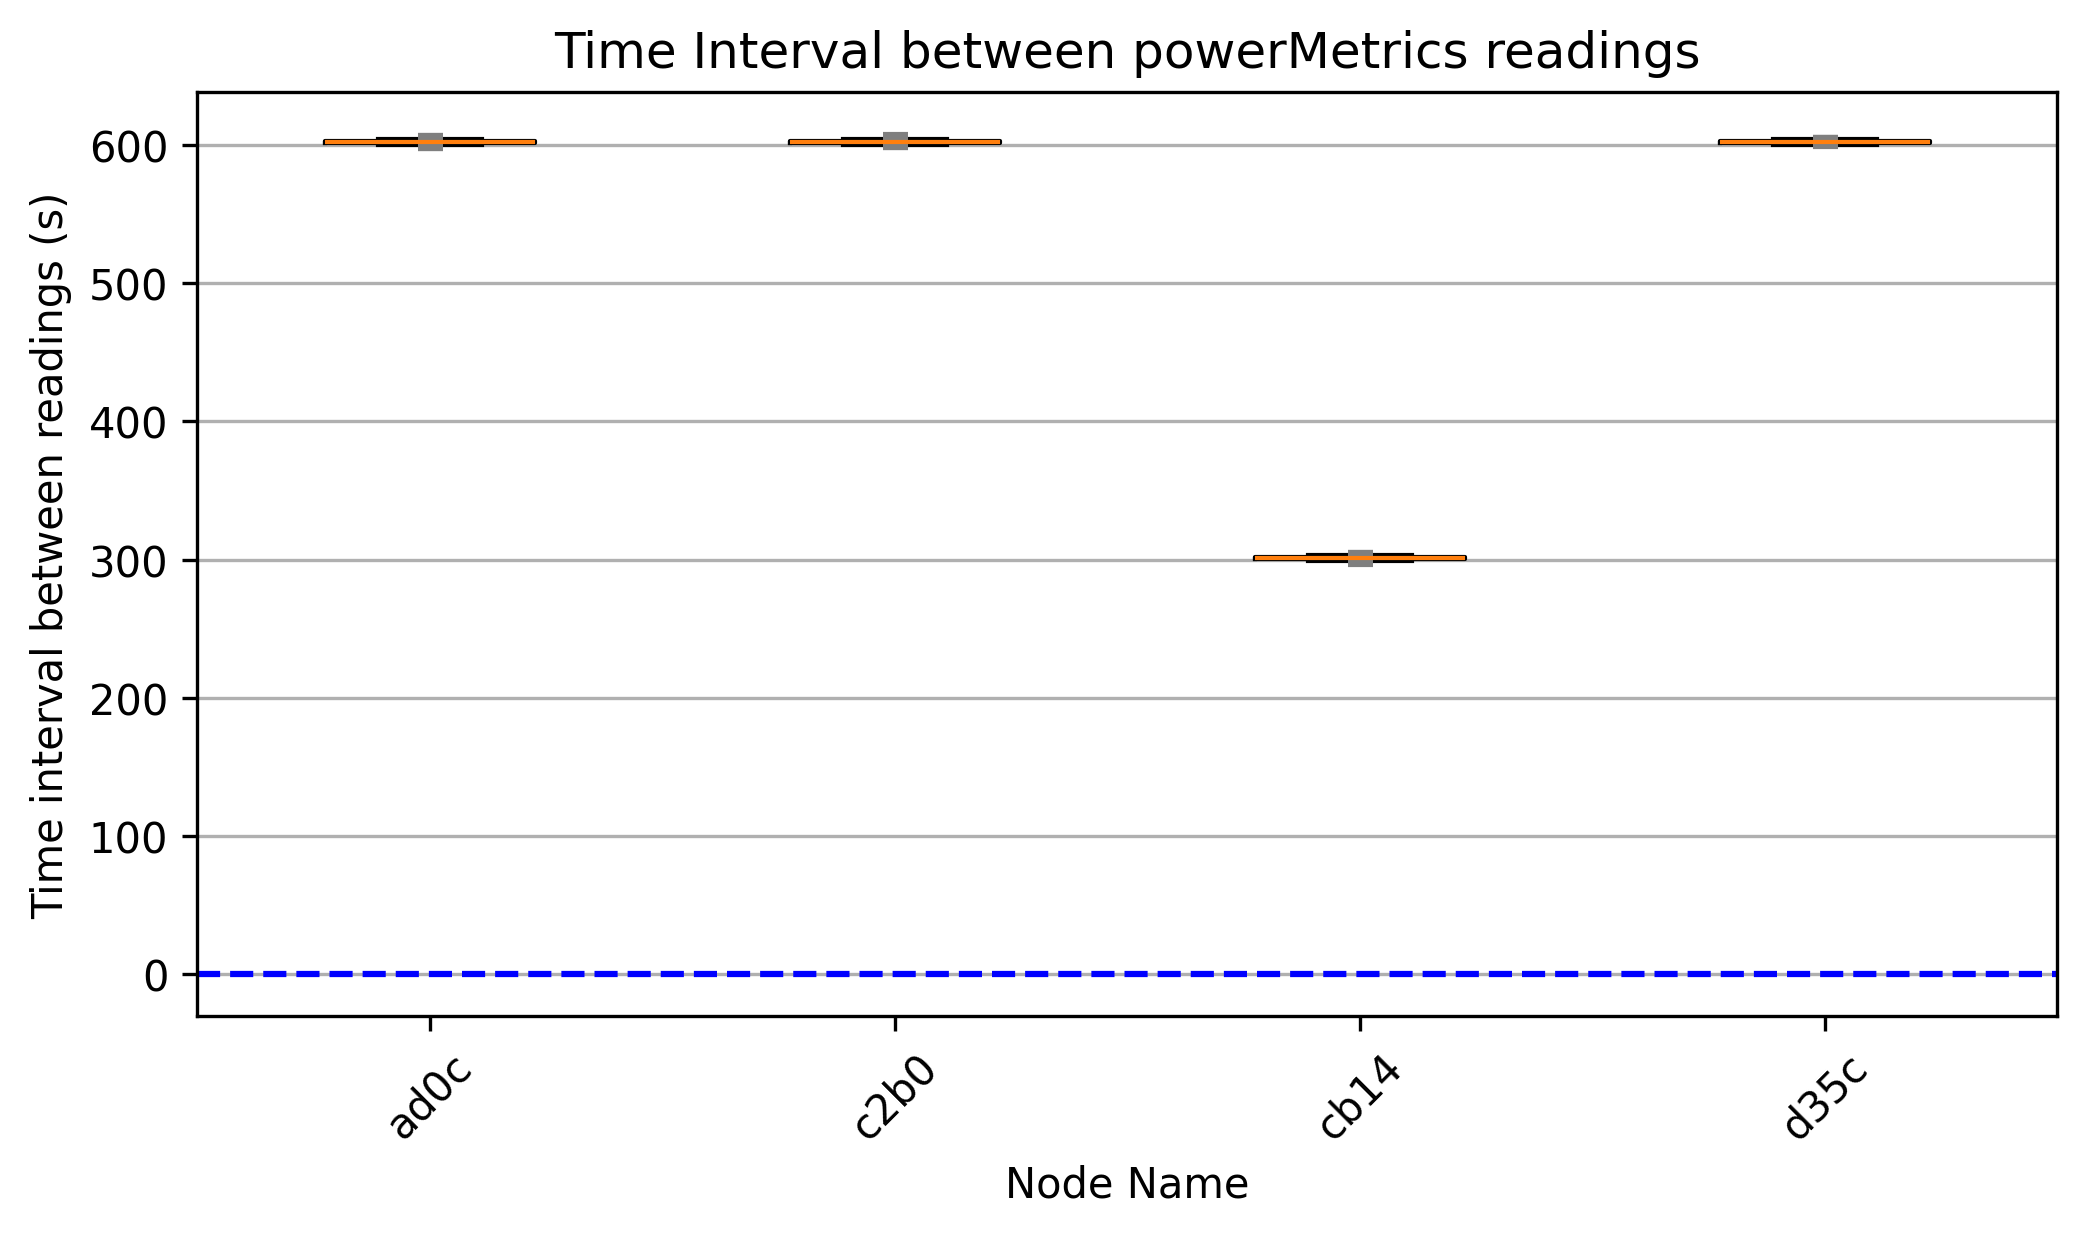 Time Interval between powerMetrics readings
Time interval between readings (s)
600
500
400
300
200
100
0
ad0c
c2b0
cb14
d35c
Node Name